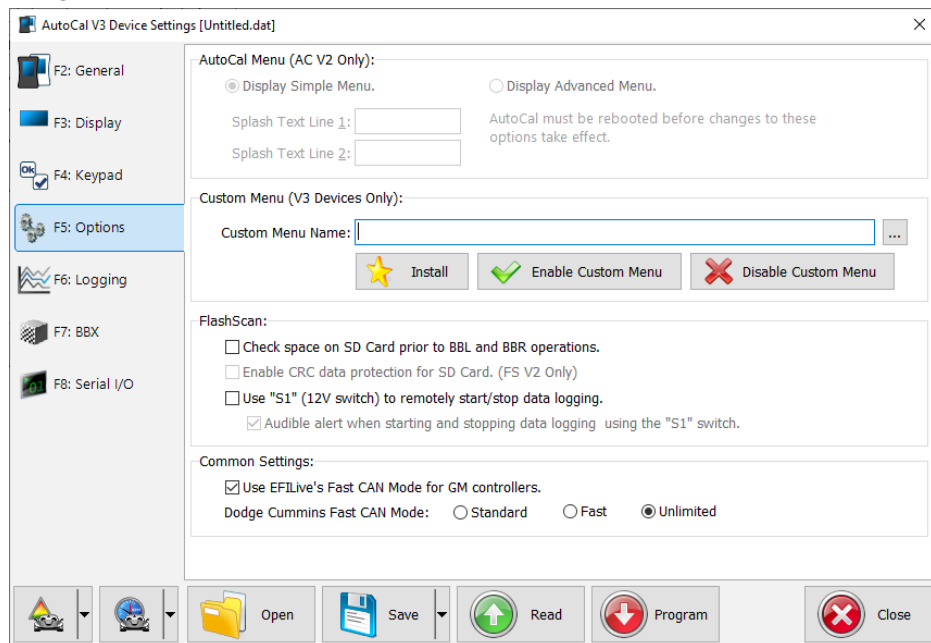 AutoCal V3 Device Settings [Untitled.dat]
F2: General
F3: Display
Ok
F4: Keypad
F5: Options
F6: Logging
F7: BBX
F8: Serial I/O
AutoCal Menu (AC V2 Only):
Display Simple Menu.
Display Advanced Menu.
Splash Text Line 1:
Splash Text Line 2:
AutoCal must be rebooted before changes to these
options take effect.
Custom Menu (V3 Devices Only):
Custom Menu Name:
...
Install
Enable Custom Menu
Disable Custom Menu
FlashScan:
Check space on SD Card prior to BBL and BBR operations.
Enable CRC data protection for SD Card. (FS V2 Only)
Use "S1" (12V switch) to remotely start/stop data logging.
Audible alert when starting and stopping data logging using the "S1" switch.
Common Settings:
Use EFILive's Fast CAN Mode for GM controllers.
Dodge Cummins Fast CAN Mode:
Standard
Fast
Unlimited
Open
Save
Read
Program
Close